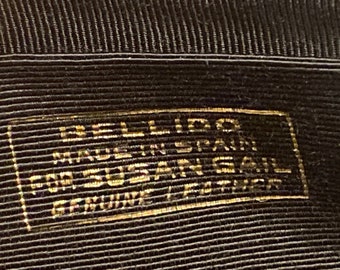 BELLIDO
MADE IN SPAIN
FOR SUSAN GAIL
GENUINE LEATHER